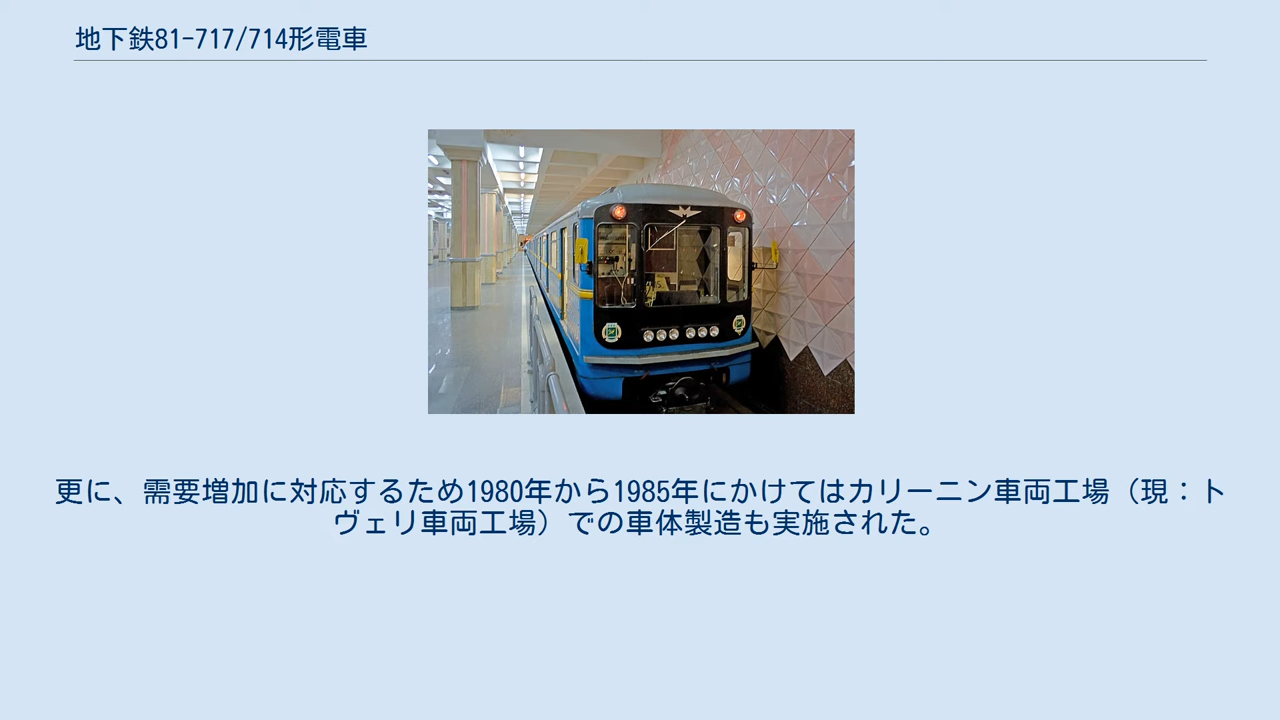 地下鉄81-717/714形電車
更に、需要増加に対応するため1980年から1985年にかけてはカリーニン車両工場（現：ト
ヴェリ車両工場）での車体製造も実施された。